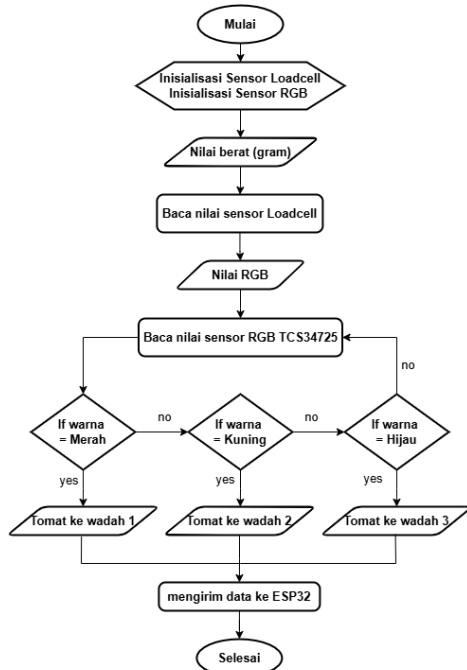 Mulai
Inisialisasi Sensor Loadcell
Inisialisasi Sensor RGB
Nilai berat (gram)
Baca nilai sensor Loadcell
Nilai RGB
Baca nilai sensor RGB TCS34725
no
If warna
= Merah
no
If warna
= Kuning
no
If warna
= Hijau
yes
yes
yes
Tomat ke wadah 1
Tomat ke wadah 2
Tomat ke wadah 3
mengirim data ke ESP32
Selesai